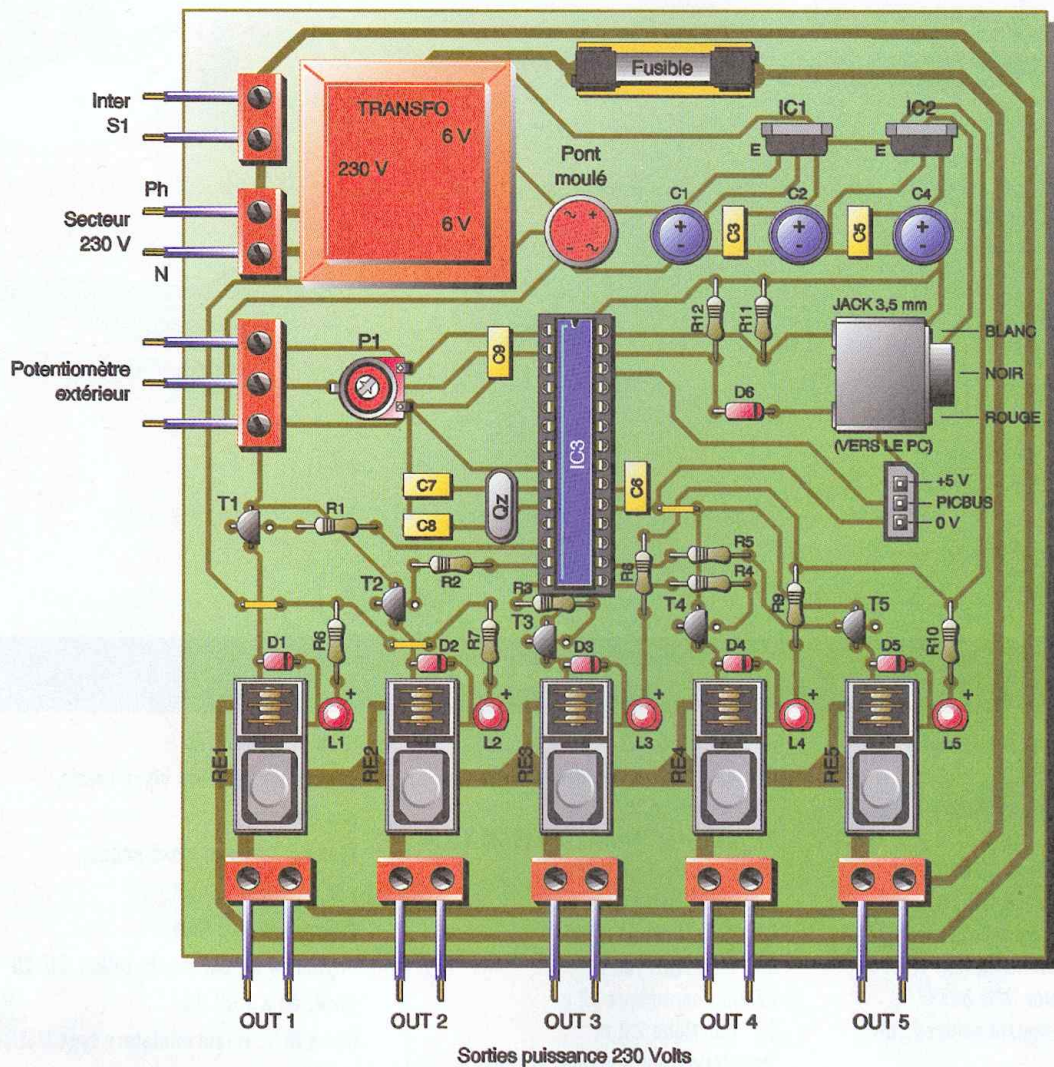 Fusible
Inter
S1
TRANSFO
6 V
230 V
6 V
IC1
E
IC2
E
Pont
moulé
~ +
- ~
Ph
Secteur
230 V
N
C1
+
-
C3
C2
+
-
C5
C4
+
-
P1
C9
R12
R11
JACK 3,5 mm
BLANC
NOIR
ROUGE
D6
(VERS LE PC)
Potentiomètre
extérieur
IC3
C7
C8
Qz
C6
+5 V
PICBUS
0 V
T1
R1
T2
R2
R3
T3
R8
R5
R4
T4
R9
T5
R10
D1
R6
D2
R7
D3
D4
D5
+
L1
+
L2
+
L3
+
L4
+
L5
RE1
RE2
RE3
RE4
RE5
OUT 1
OUT 2
OUT 3
OUT 4
OUT 5
Sorties puissance 230 Volts